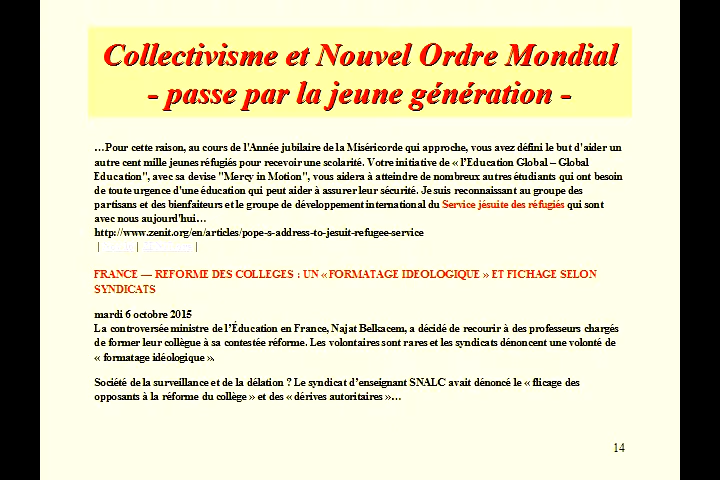 Collectivisme et Nouvel Ordre Mondial
- passe par la jeune génération -
…Pour cette raison, au cours de l'Année jubilaire de la Miséricorde qui approche, vous avez défini le but d'aider un
autre cent mille jeunes réfugiés pour recevoir une scolarité. Votre initiative de « l’Education Global – Global
Education", avec sa devise "Mercy in Motion", vous aidera à atteindre de nombreux autres étudiants qui ont besoin
de toute urgence d'une éducation qui peut aider à assurer leur sécurité. Je suis reconnaissant au groupe des
partisans et des bienfaiteurs et le groupe de développement international du Service jésuite des réfugiés qui sont
avec nous aujourd'hui…
http://www.zenit.org/en/articles/pope-s-address-to-jesuit-refugee-service
| | |
FRANCE — REFORME DES COLLEGES : UN « FORMATAGE IDEOLOGIQUE » ET FICHAGE SELON
SYNDICATS
mardi 6 octobre 2015
La controversée ministre de l’Éducation en France, Najat Belkacem, a décidé de recourir à des professeurs chargés
de former leur collègue à sa contestée réforme. Les volontaires sont rares et les syndicats dénoncent une volonté de
« formatage idéologique ».
Société de la surveillance et de la délation ? Le syndicat d’enseignant SNALC avait dénoncé le « flicage des
opposants à la réforme du collège » et des « dérives autoritaires »…
14